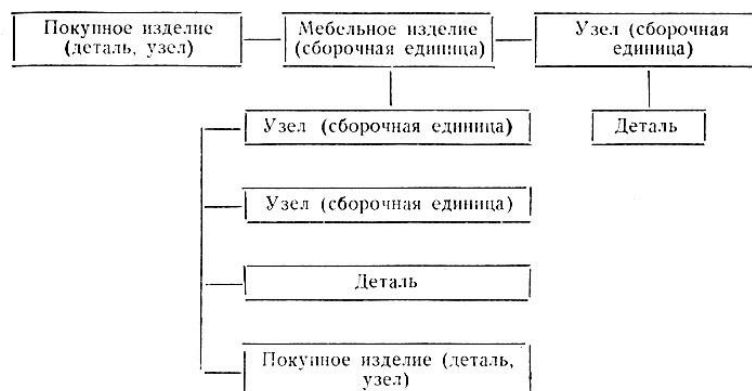 Покупное изделие
(деталь, узел)
Мебельное изделие
(сборочная единица)
Узел (сборочная
единица)
Узел (сборочная единица)
Деталь
Узел (сборочная единица)
Деталь
Покупное изделие (деталь,
узел)